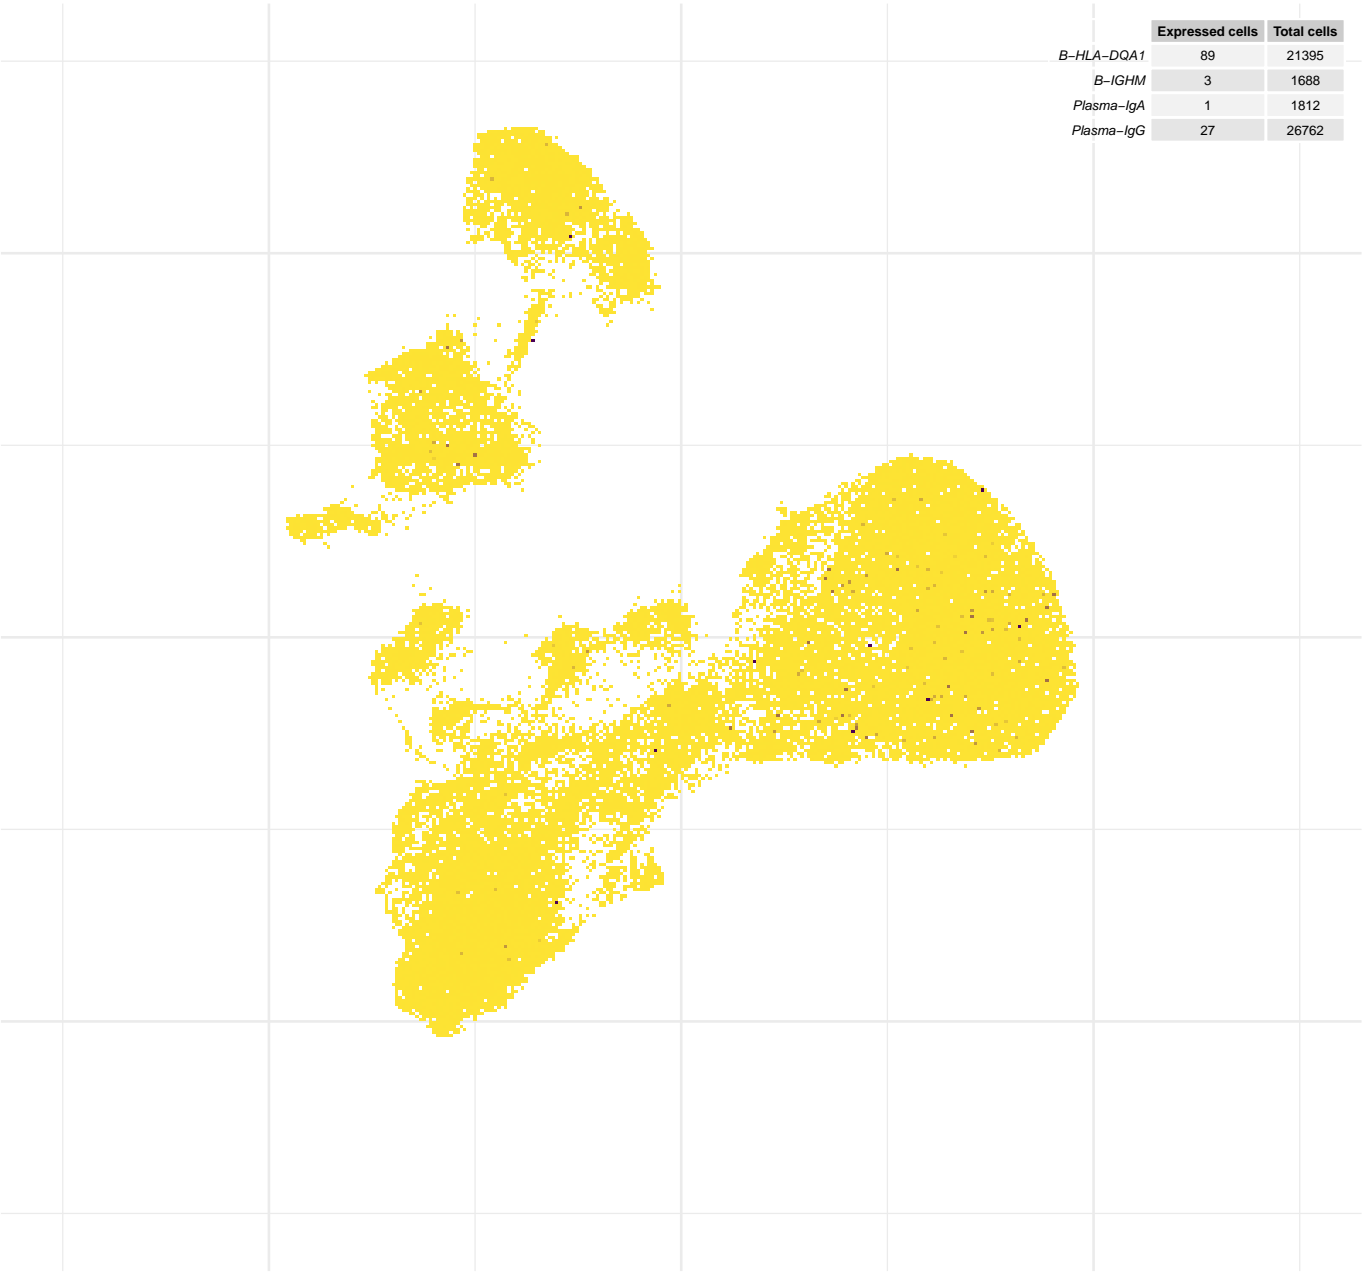 Expressed cells Total cells
B−HLA−DQA1 89 21395
B−IGHM 3 1688
Plasma−IgA 1 1812
Plasma−IgG 27 26762